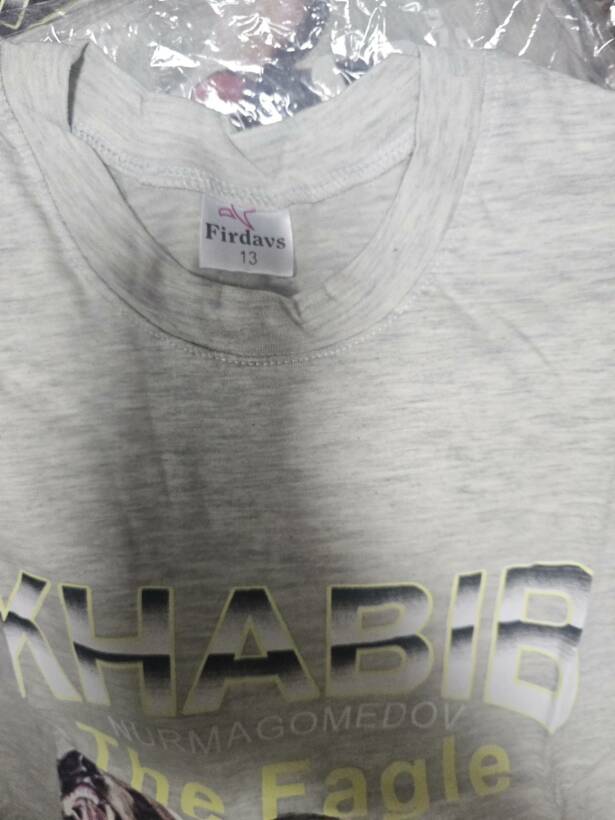 Firdavs
13
KHABIB
NURMAGOMEDOV
The Eagle